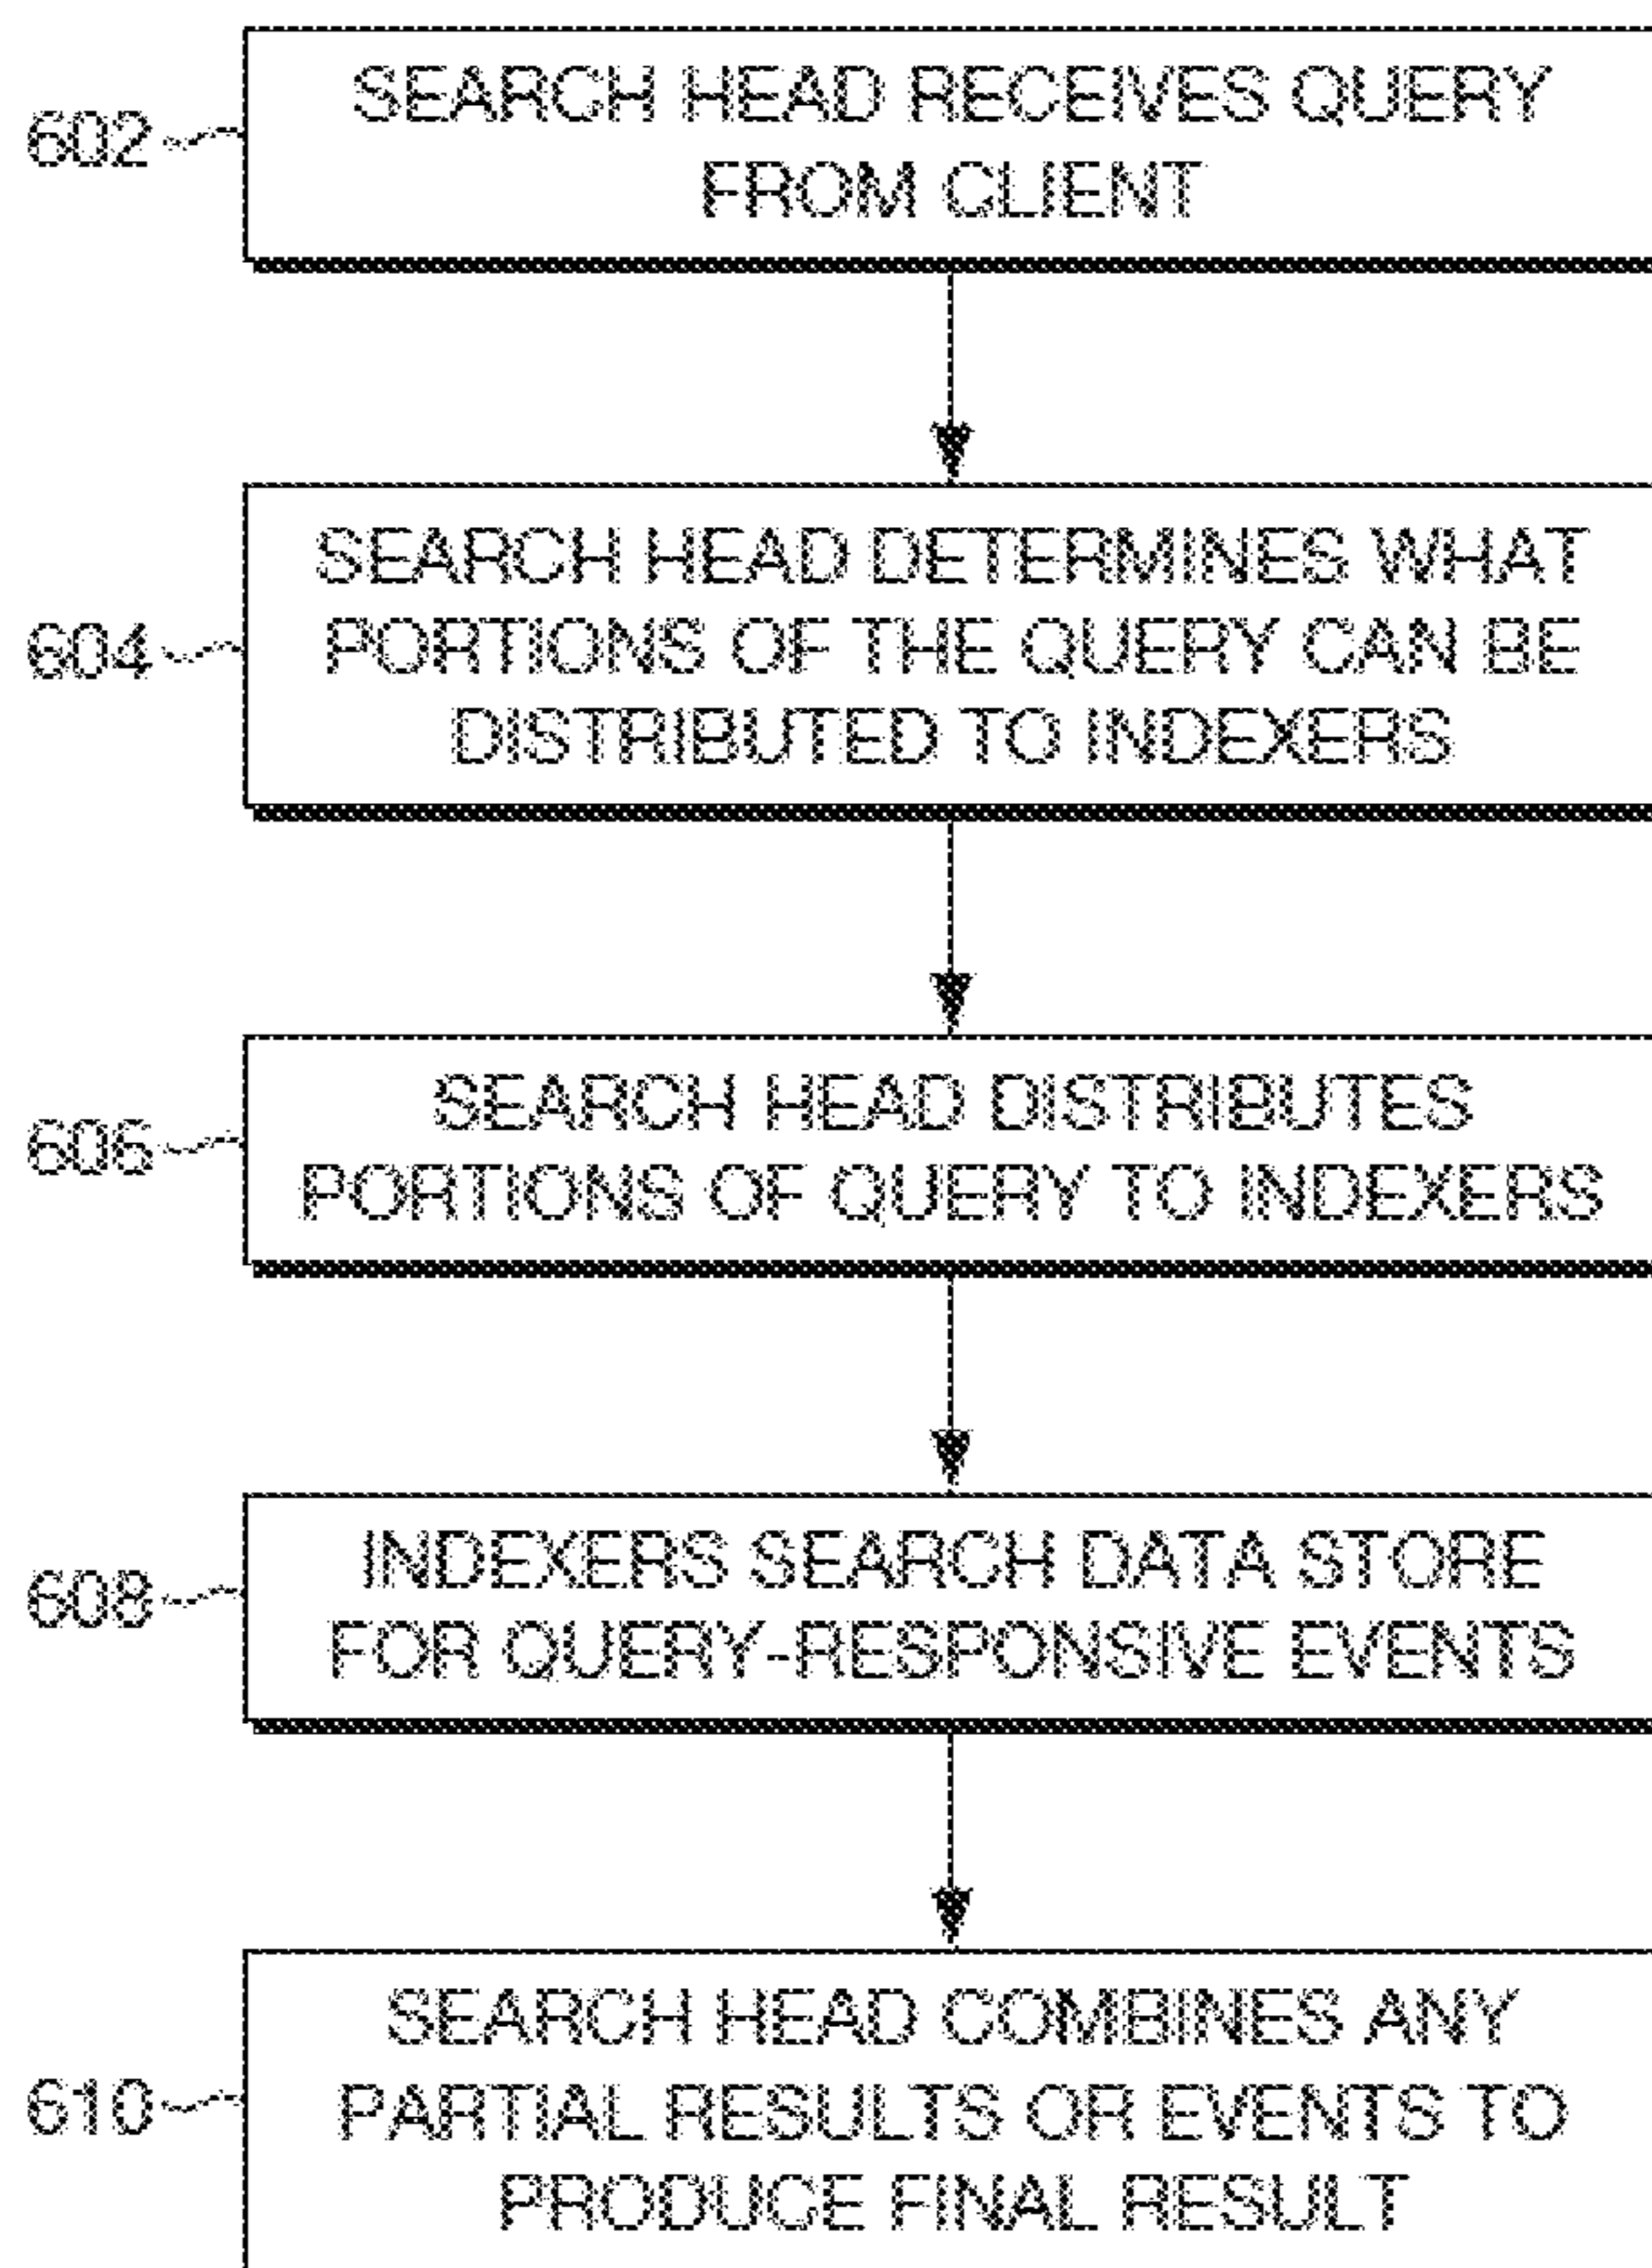 602
SEARCH HEAD RECEIVES QUERY
FROM CLIENT
604
SEARCH HEAD DETERMINES WHAT
PORTIONS OF THE QUERY CAN BE
DISTRIBUTED TO INDEXERS
606
SEARCH HEAD DISTRIBUTES
PORTIONS OF QUERY TO INDEXERS
608
INDEXERS SEARCH DATA STORE
FOR QUERY-RESPONSIVE EVENTS
610
SEARCH HEAD COMBINES ANY
PARTIAL RESULTS OR EVENTS TO
PRODUCE FINAL RESULT